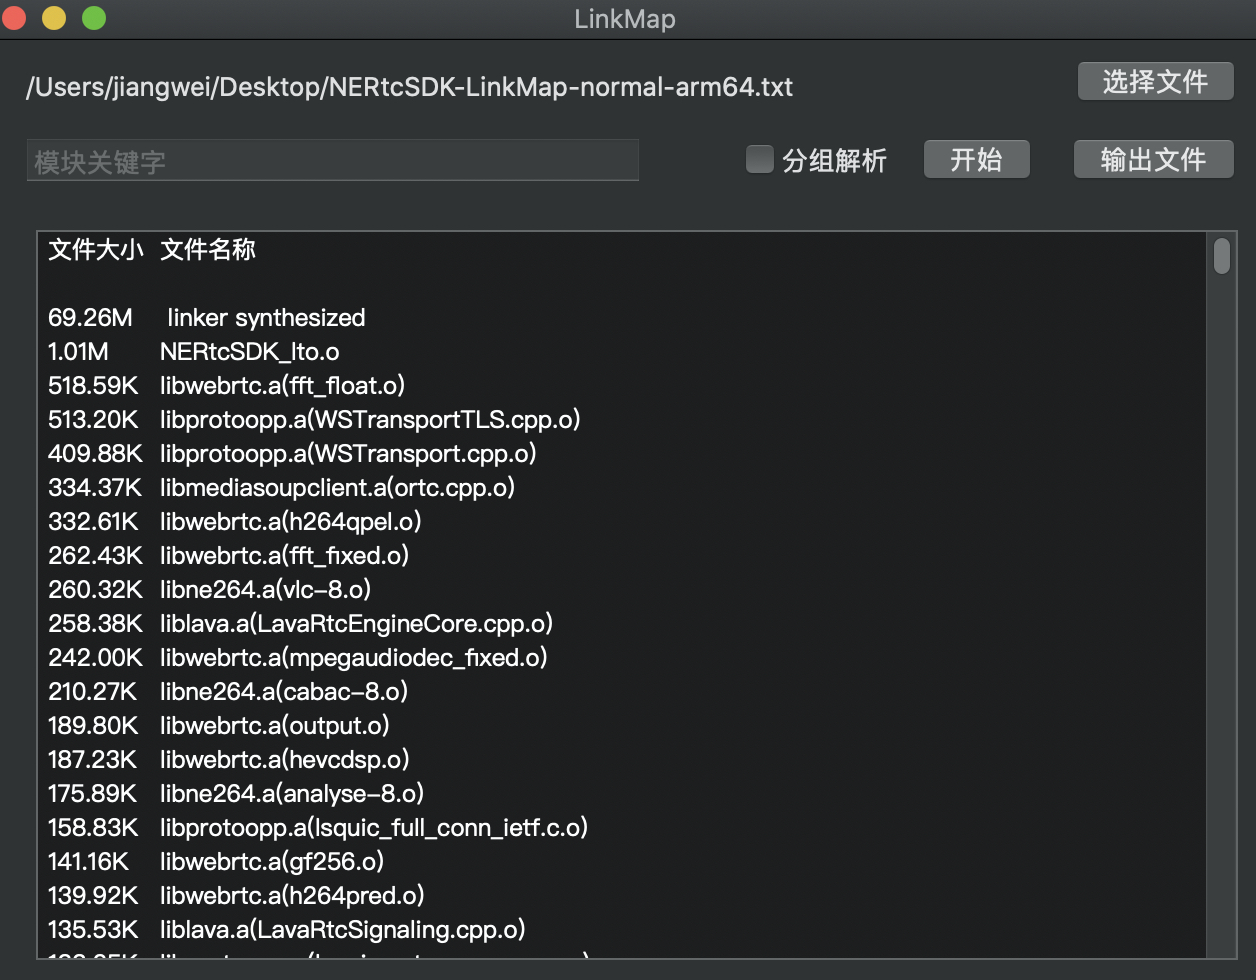 LinkMap
/Users/jiangwei/Desktop/NERtcSDK-LinkMap-normal-arm64.txt
选择文件
模块关键字
分组解析
开始
输出文件
文件大小 文件名称
69.26M linker synthesized
1.01M NERtcSDK_lto.o
518.59K libwebrtc.a(fft_float.o)
513.20K libprotoopp.a(WSTransportTLS.cpp.o)
409.88K libprotoopp.a(WSTransport.cpp.o)
334.37K libmediasoupclient.a(ortc.cpp.o)
332.61K libwebrtc.a(h264qpel.o)
262.43K libwebrtc.a(fft_fixed.o)
260.32K libne264.a(vlc-8.o)
258.38K liblava.a(LavaRtcEngineCore.cpp.o)
242.00K libwebrtc.a(mpegaudiodec_fixed.o)
210.27K libne264.a(cabac-8.o)
189.80K libwebrtc.a(output.o)
187.23K libwebrtc.a(hevcdsp.o)
175.89K libne264.a(analyse-8.o)
158.83K libprotoopp.a(lsquic_full_conn_ietf.c.o)
141.16K libwebrtc.a(gf256.o)
139.92K libwebrtc.a(h264pred.o)
135.53K liblava.a(LavaRtcSignaling.cpp.o)